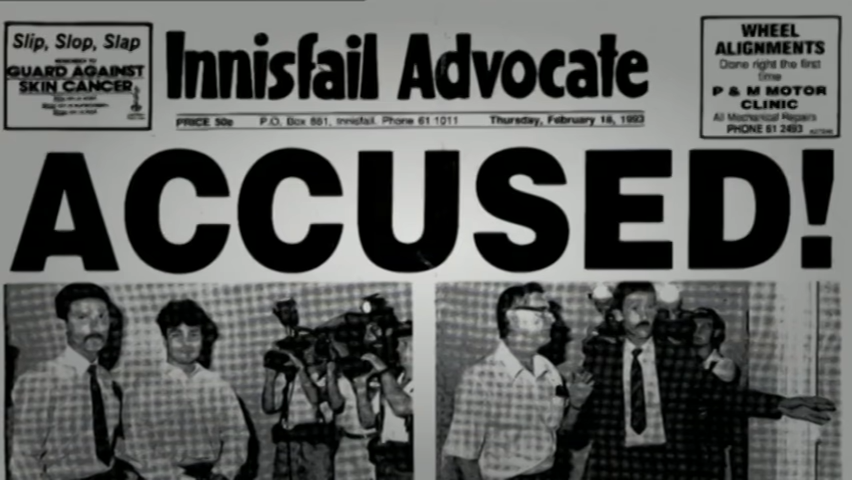 Slip, Slop, Slap
GUARD AGAINST
SKIN CANCER
Innisfail Advocate
PRICE 50c P.O. Box 881, Innisfail. Phone 61 1011 Thursday, February 18, 1993
WHEEL
ALIGNMENTS
Done right the first
time
P & M MOTOR
CLINIC
All Mechanical Repairs
PHONE 61 2493
ACCUSED!